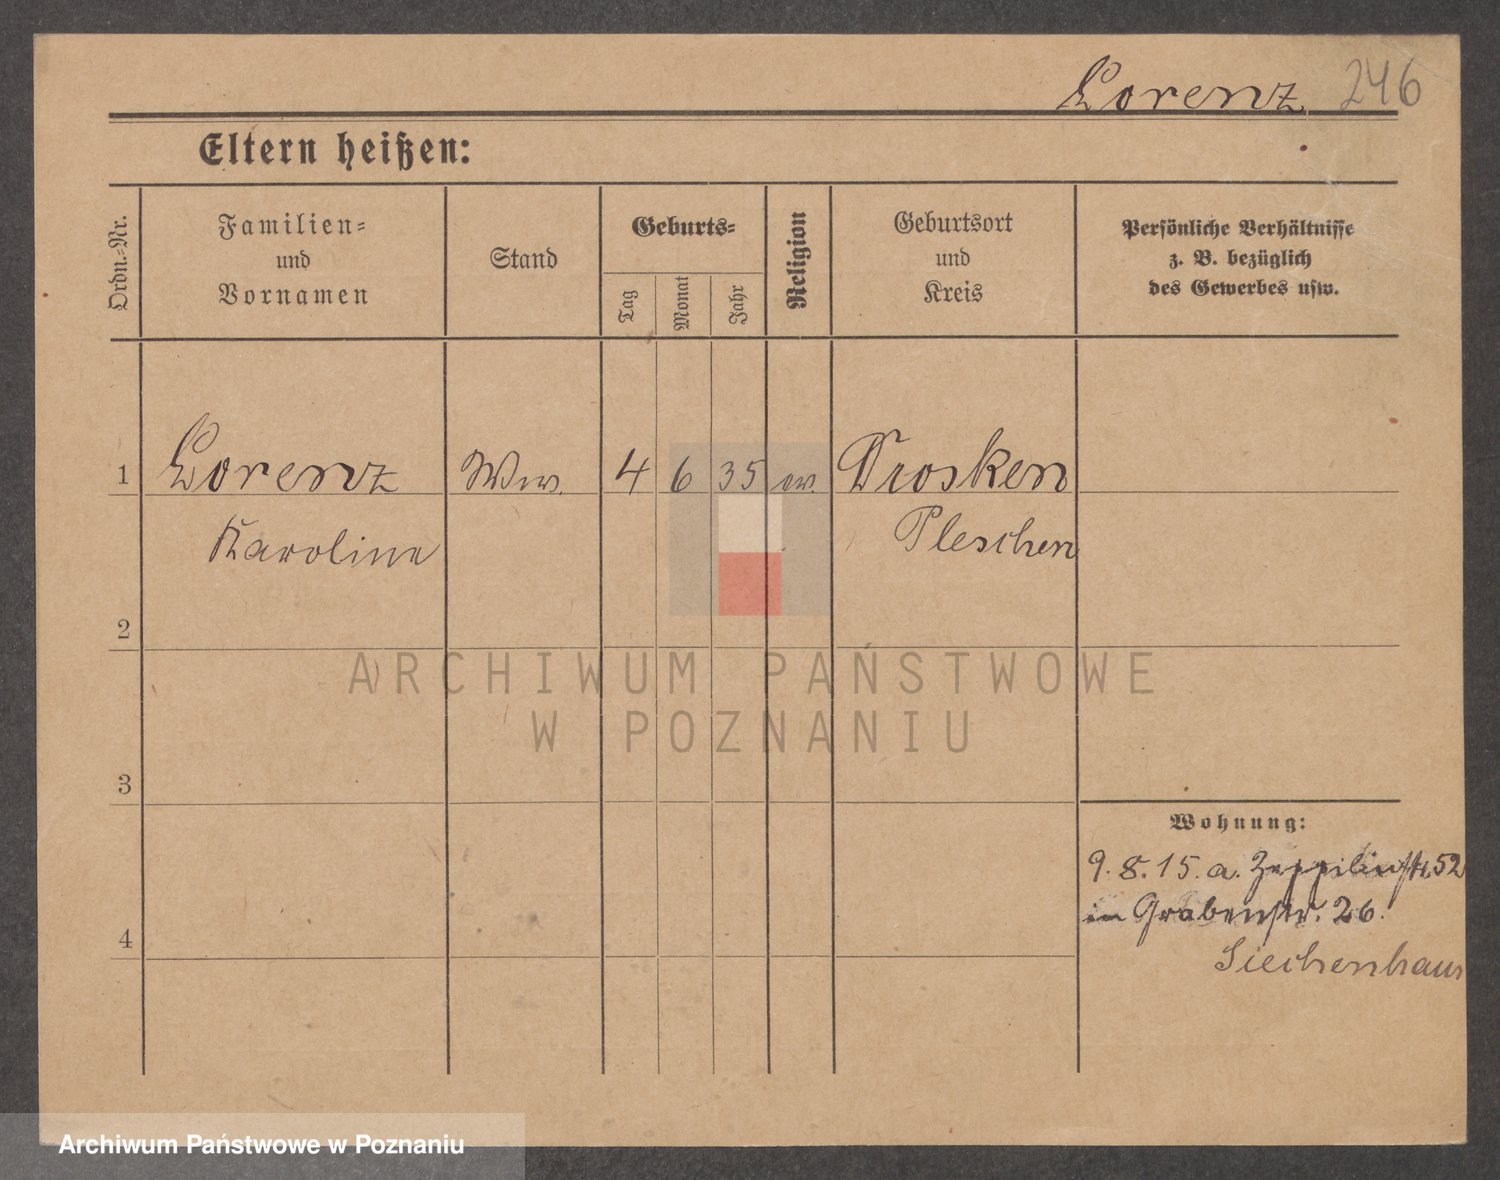 Lorenz 246
Eltern heißen:
Ordn.-Nr.
Familien-
und
Vornamen
Stand
Geburts-
Tag
Monat
Jahr
Religion
Geburtsort
und
Kreis
Persönliche Verhältnisse
z. B. bezüglich
des Gewerbes usw.
1 Lorenz Ww. 4 6 35 ev. Drosken
Karoline Pleschen
2
3
4
Wohnung:
9. 8. 15. a. Zeppelinstr. 52
in Grabenstr. 26.
Siechenhaus
ARCHIWUM PAŃSTWOWE
W POZNANIU
Archiwum Państwowe w Poznaniu